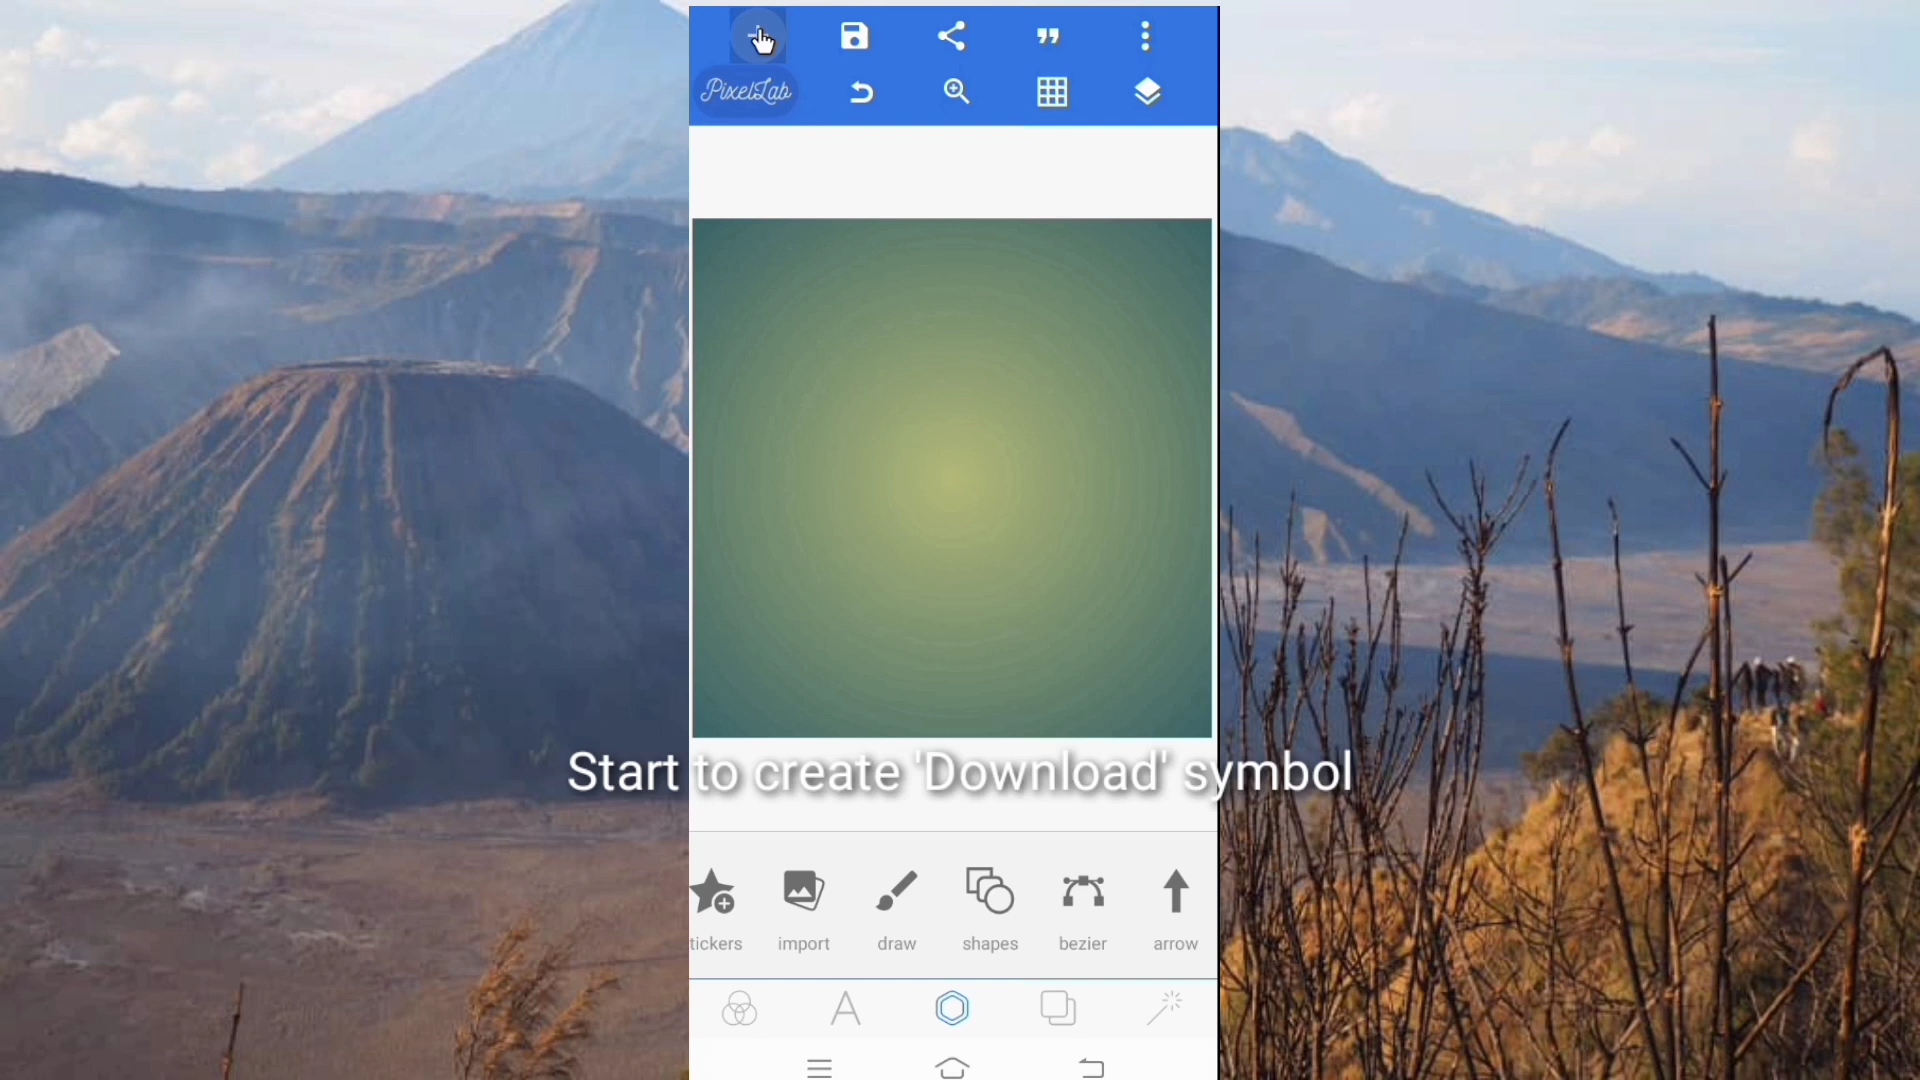 PixelLab
Start to create 'Download' symbol
tickers import draw shapes bezier arrow